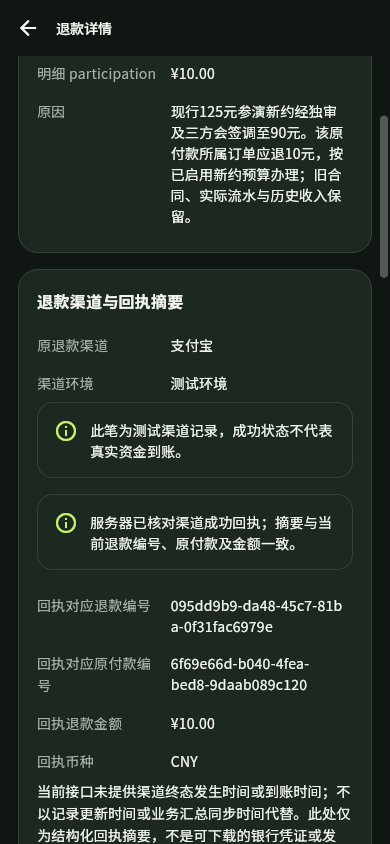 退款详情
明细 participation ¥10.00
原因 现行125元参演新约经独审
及三方会签调至90元。该原
付款所属订单应退10元，按
已启用新约预算办理；旧合
同、实际流水与历史收入保
留。
退款渠道与回执摘要
原退款渠道 支付宝
渠道环境 测试环境
此笔为测试渠道记录，成功状态不代表
真实资金到账。
服务器已核对渠道成功回执；摘要与当
前退款编号、原付款及金额一致。
回执对应退款编号 095dd9b9-da48-45c7-81b
a-0f31fac6979e
回执对应原付款编 6f69e66d-b040-4fea-
号 bed8-9daab089c120
回执退款金额 ¥10.00
回执币种 CNY
当前接口未提供渠道终态发生时间或到账时间；不
以记录更新时间或业务汇总同步时间代替。此处仅
为结构化回执摘要，不是可下载的银行凭证或发